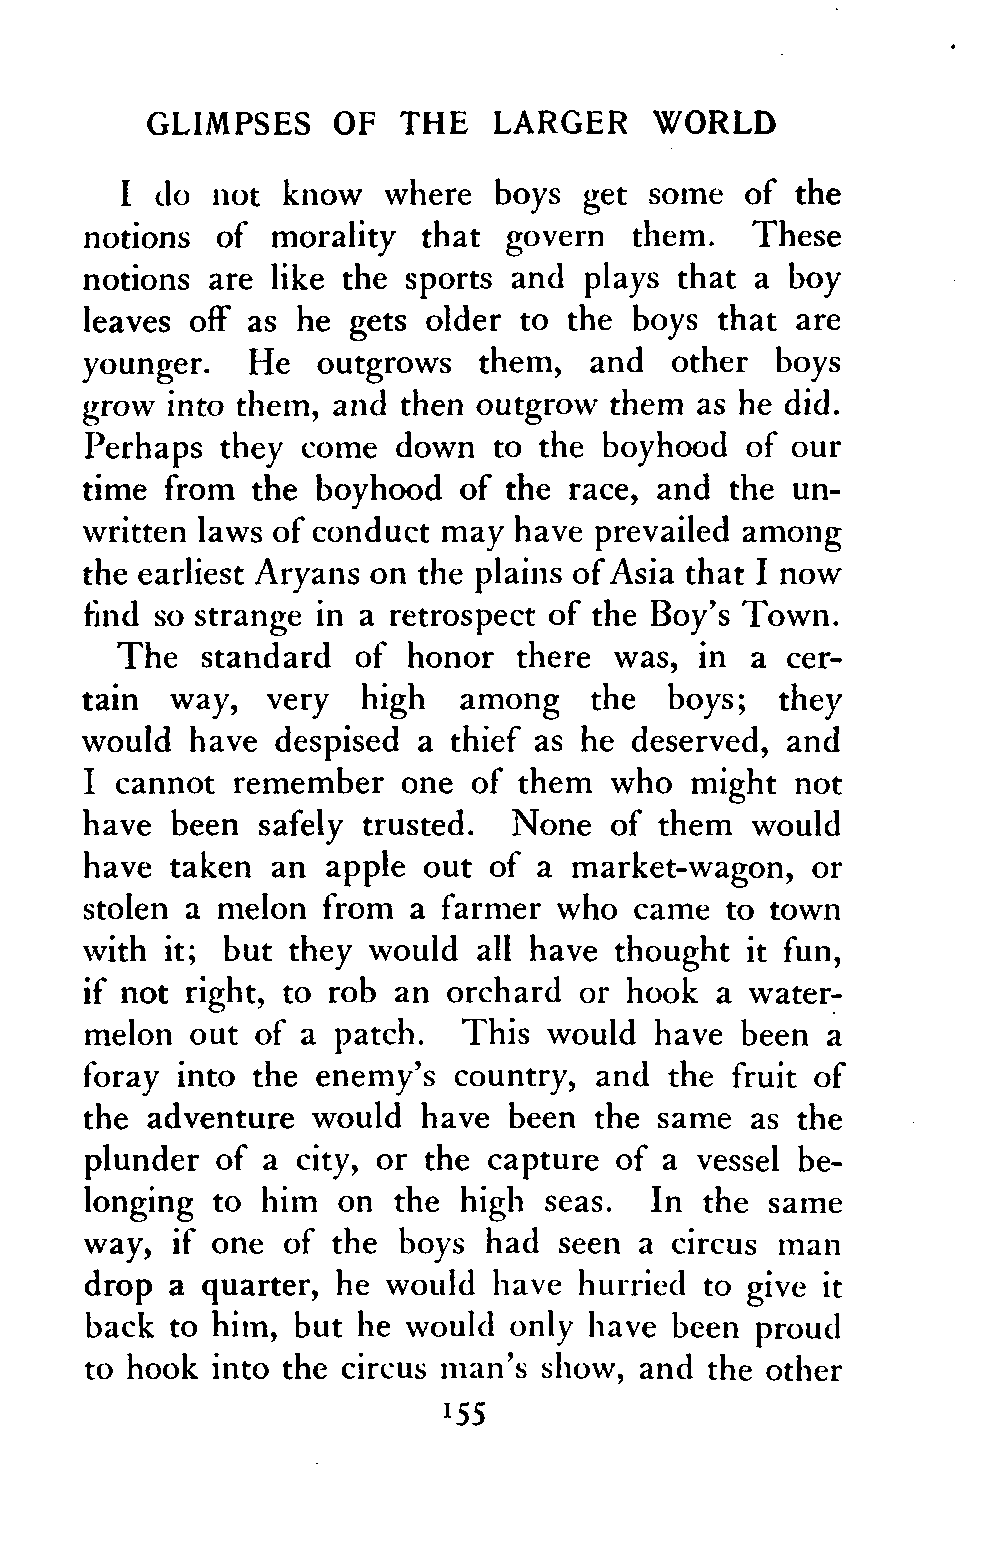 GLIMPSES OF THE LARGER WORLD
I do not know where boys get some of the
notions of morality that govern them. These
notions are like the sports and plays that a boy
leaves off as he gets older to the boys that are
younger. He outgrows them, and other boys
grow into them, and then outgrow them as he did.
Perhaps they come down to the boyhood of our
time from the boyhood of the race, and the un-
written laws of conduct may have prevailed among
the earliest Aryans on the plains of Asia that I now
find so strange in a retrospect of the Boy's Town.
The standard of honor there was, in a cer-
tain way, very high among the boys; they
would have despised a thief as he deserved, and
I cannot remember one of them who might not
have been safely trusted. None of them would
have taken an apple out of a market-wagon, or
stolen a melon from a farmer who came to town
with it; but they would all have thought it fun,
if not right, to rob an orchard or hook a water-
melon out of a patch. This would have been a
foray into the enemy's country, and the fruit of
the adventure would have been the same as the
plunder of a city, or the capture of a vessel be-
longing to him on the high seas. In the same
way, if one of the boys had seen a circus man
drop a quarter, he would have hurried to give it
back to him, but he would only have been proud
to hook into the circus man's show, and the other
155